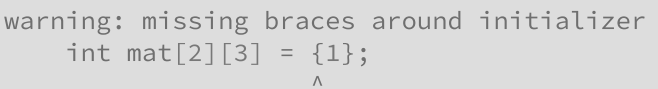 warning: missing braces around initializer
    int mat[2][3] = {1};
                    ^